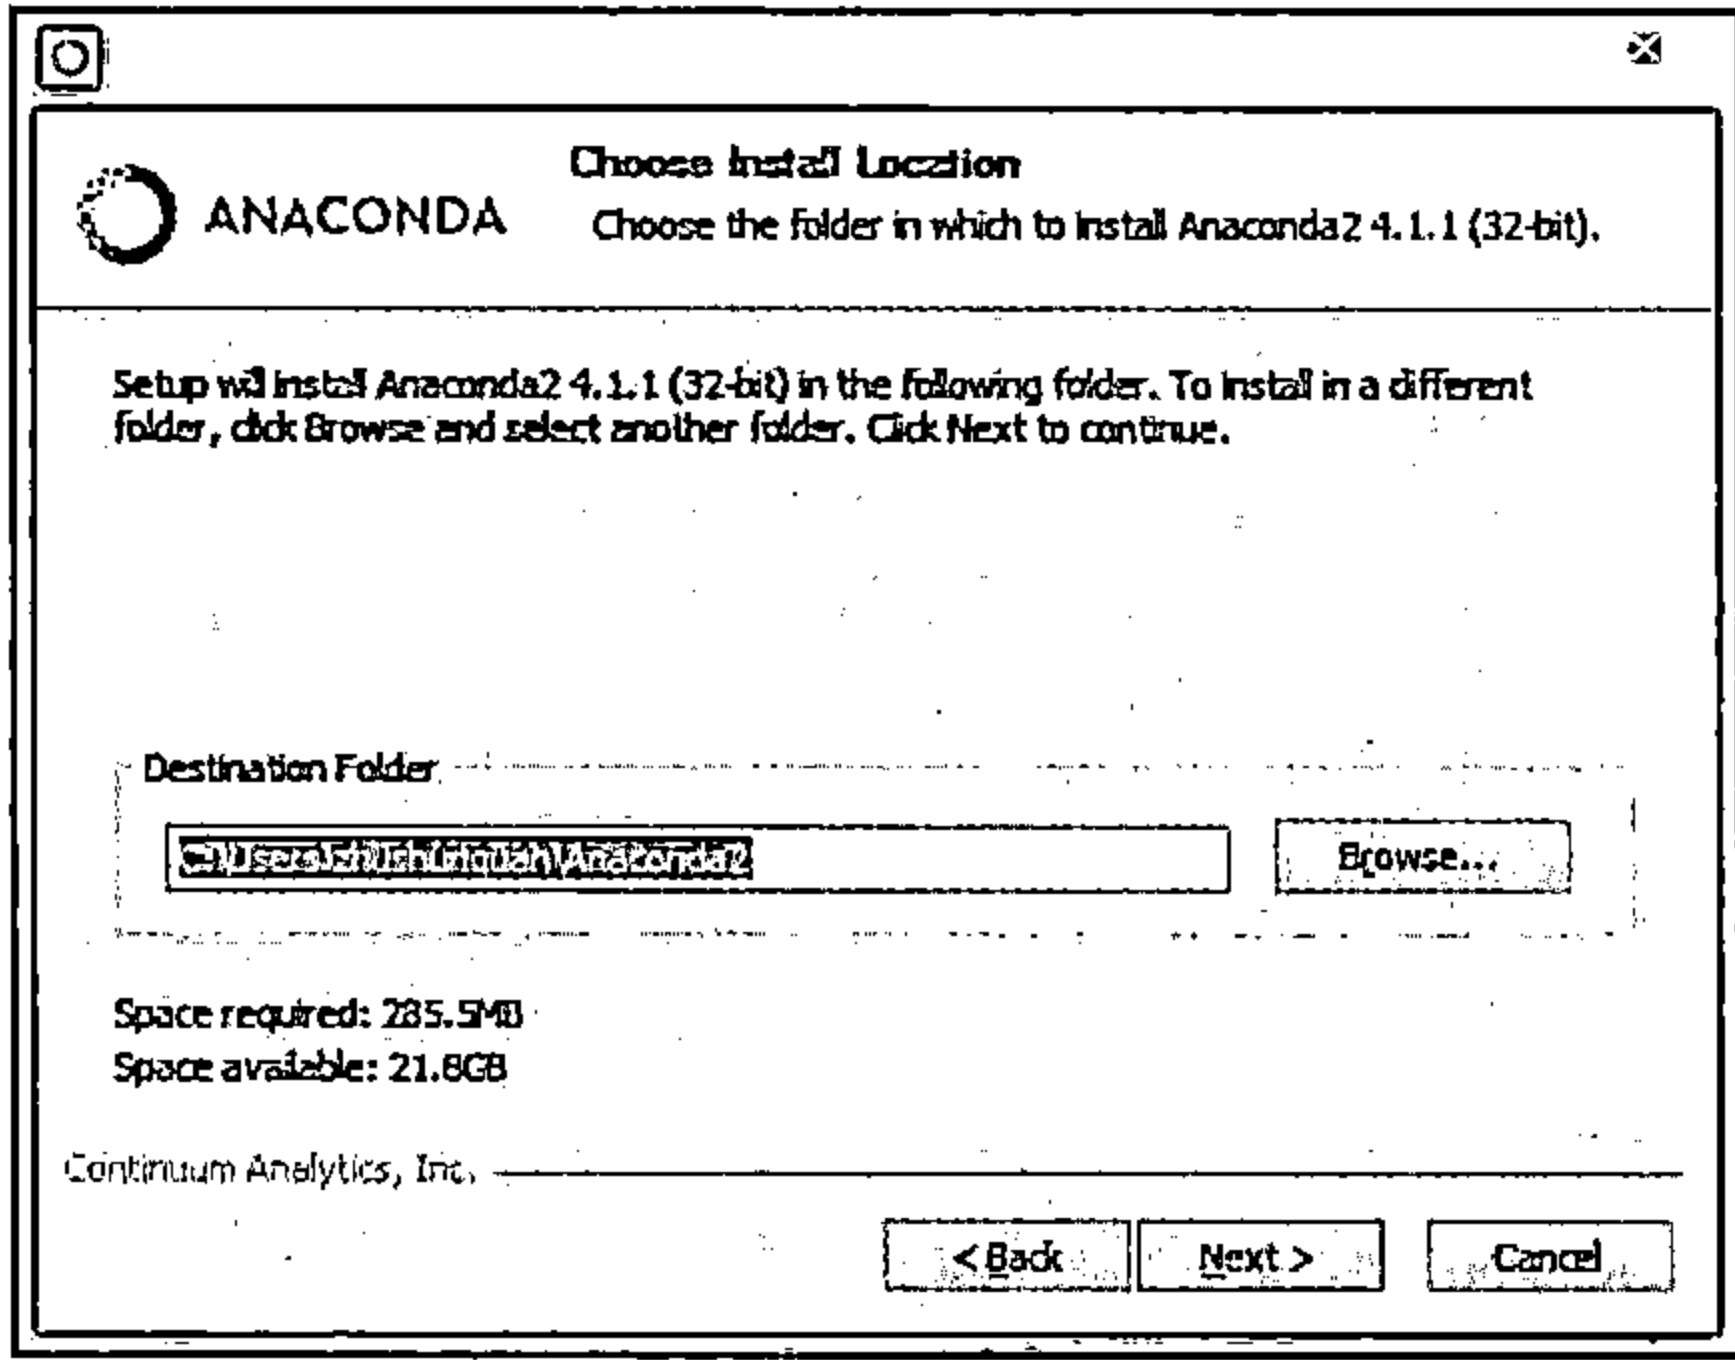 ANACONDA
Choose Install Location
Choose the folder in which to install Anaconda2 4.1.1 (32-bit).
Setup will install Anaconda2 4.1.1 (32-bit) in the following folder. To install in a different
folder, click Browse and select another folder. Click Next to continue.
Destination Folder
Browse...
Space required: 285.5MB
Space available: 21.8GB
Continuum Analytics, Inc.
< Back
Next >
Cancel